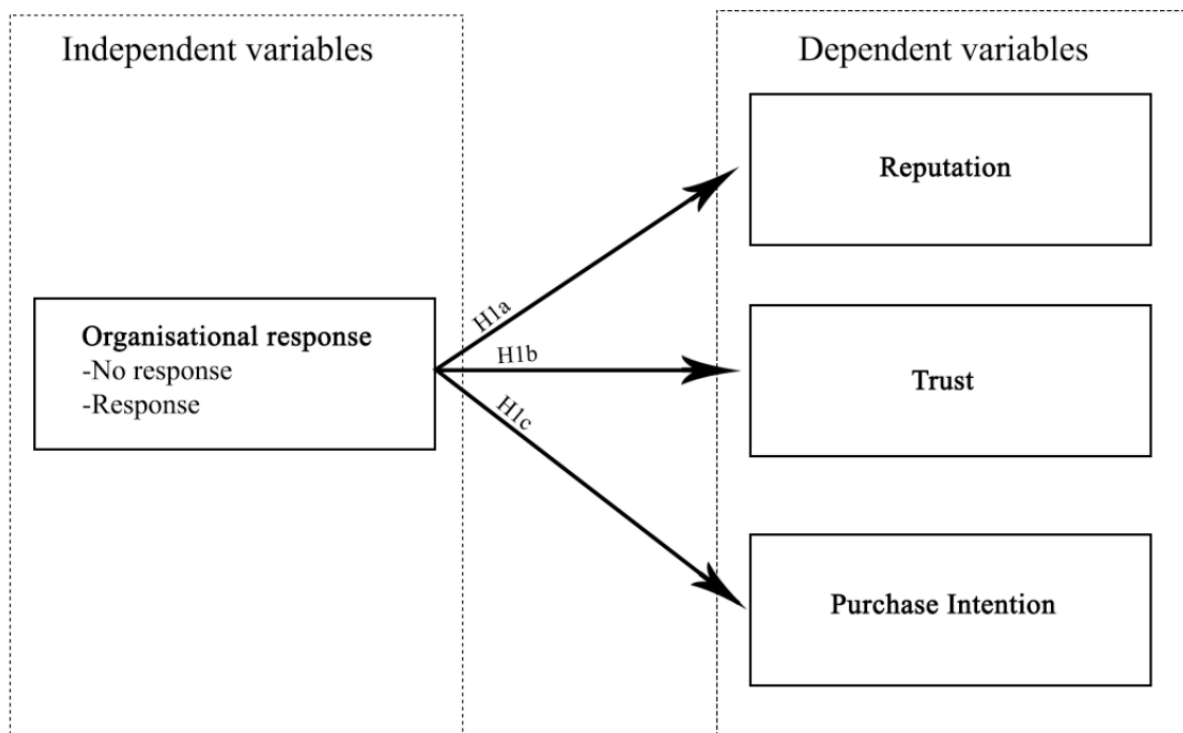 Independent variables
Organisational response
-No response
-Response
H1a
H1b
H1c
Dependent variables
Reputation
Trust
Purchase Intention